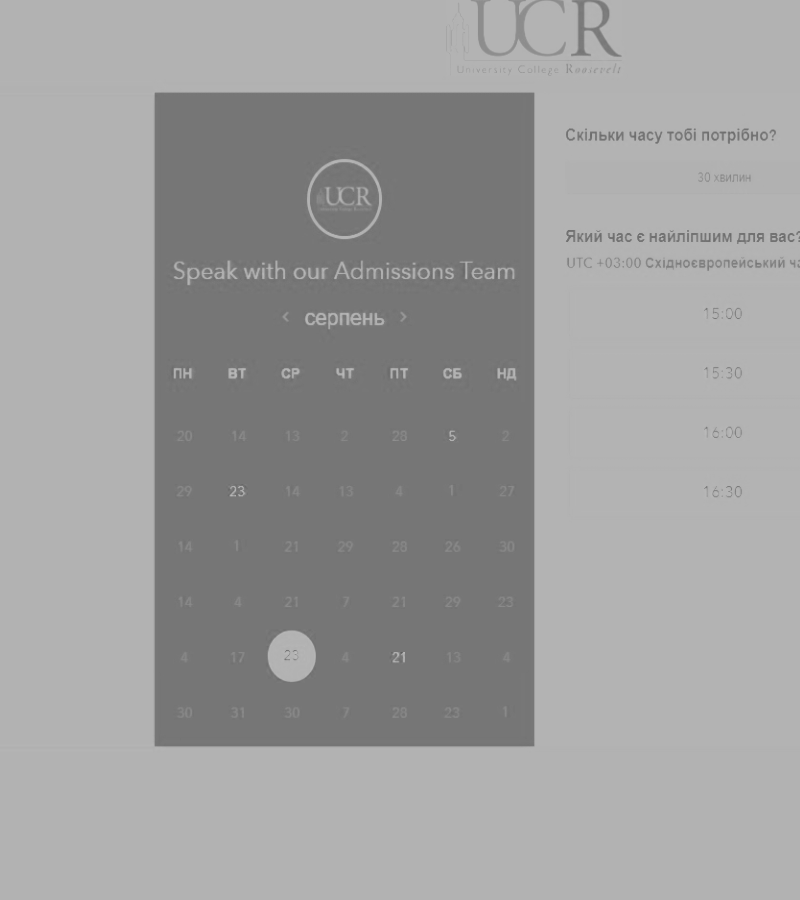 UCR
University College Roosevelt
UCR
Speak with our Admissions Team
‹ серпень ›
ПН ВТ СР ЧТ ПТ СБ НД
20 14 13 2 28 5 2
29 23 14 13 4 1 27
14 1 21 29 28 26 30
14 4 21 7 21 29 23
4 17 23 4 21 13 4
30 31 30 7 28 23 1
Скільки часу тобі потрібно?
30 хвилин
Який час є найліпшим для вас?
UTC +03:00 Східноєвропейський ча
15:00
15:30
16:00
16:30